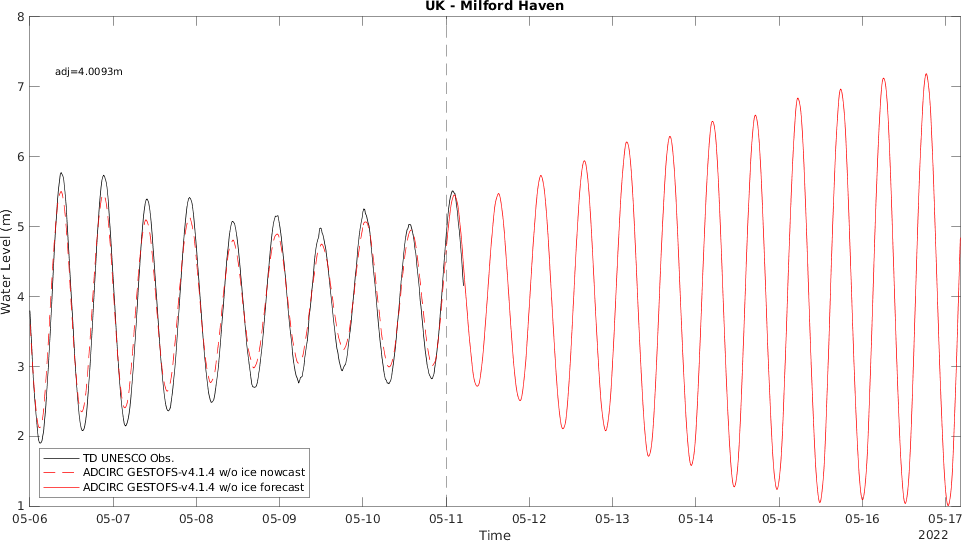 UK - Milford Haven
adj=4.0093m
Water Level (m)
8
7
6
5
4
3
2
1
TD UNESCO Obs.
ADCIRC GESTOFS-v4.1.4 w/o ice nowcast
ADCIRC GESTOFS-v4.1.4 w/o ice forecast
05-06 05-07 05-08 05-09 05-10 05-11 05-12 05-13 05-14 05-15 05-16 05-17
Time
2022